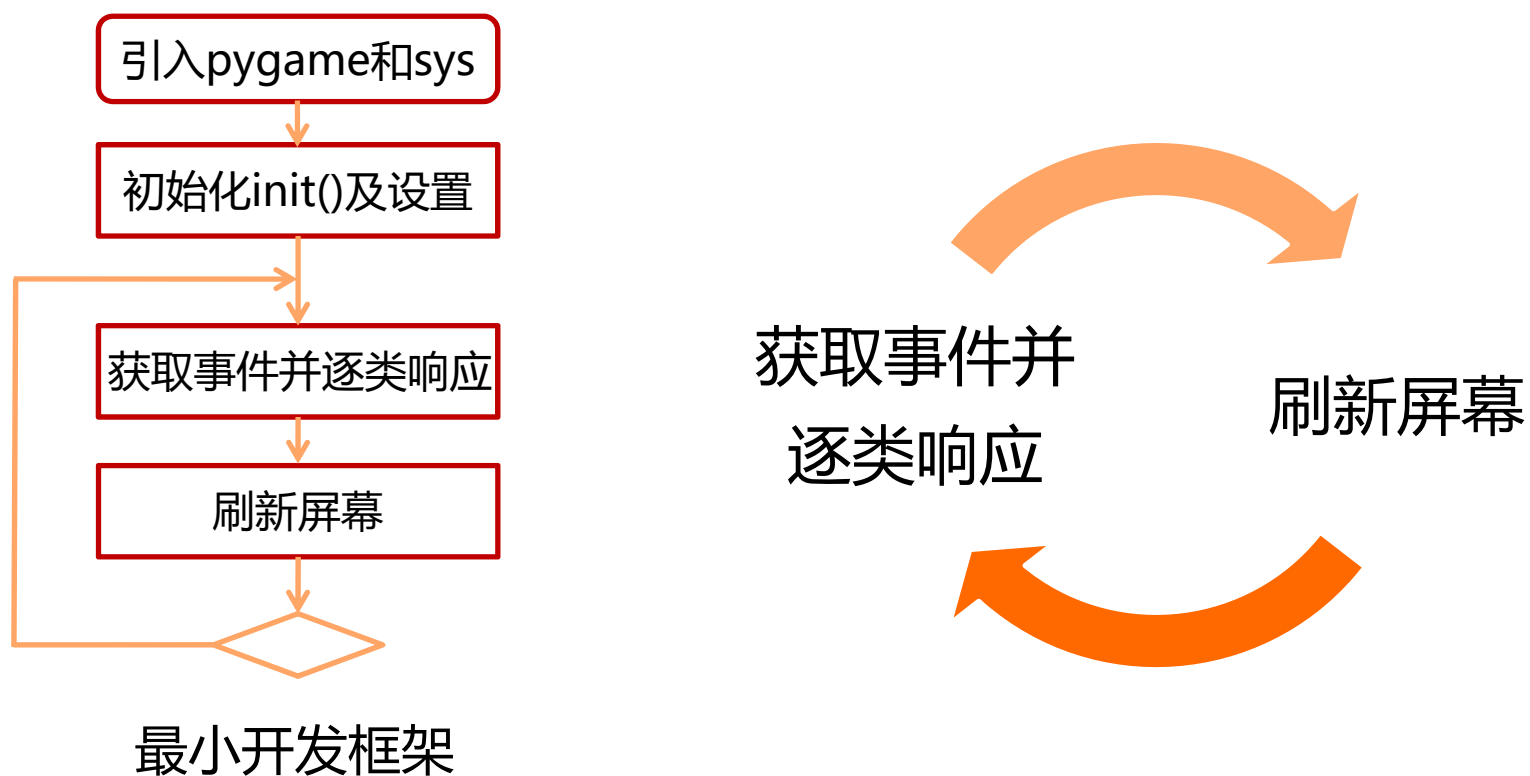 引入pygame和sys
初始化init()及设置
获取事件并逐类响应
刷新屏幕
最小开发框架
获取事件并
逐类响应
刷新屏幕